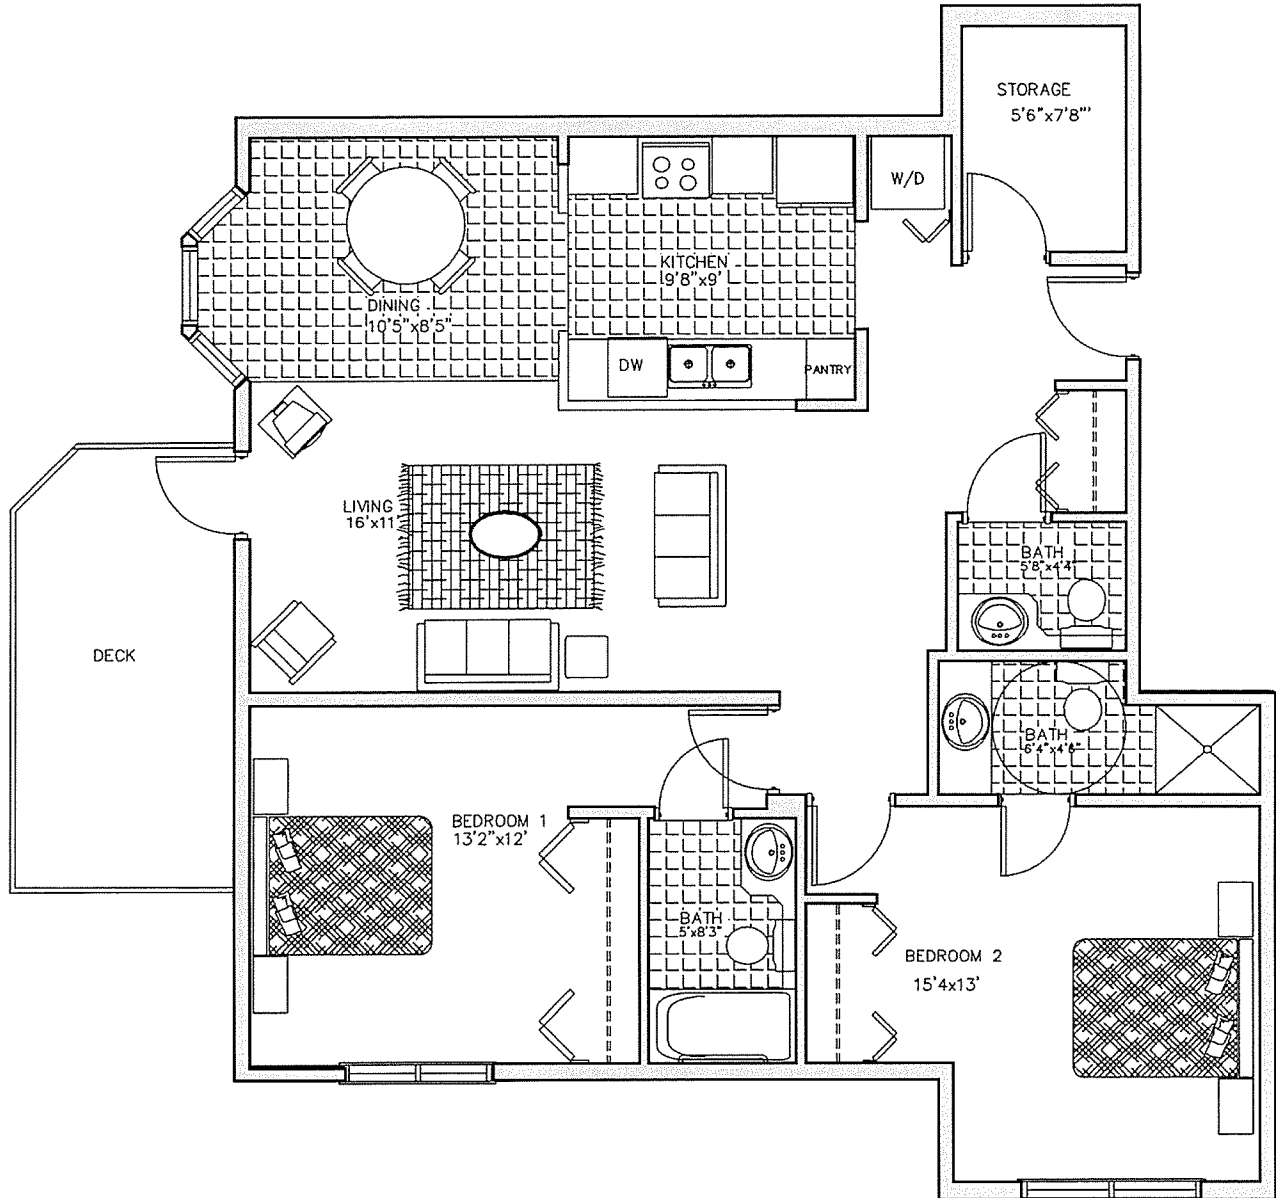 STORAGE
5'6"x7'8"'
W/D
KITCHEN
9'8"x9'
DINING
10'5"x8'5"
DW
PANTRY
LIVING
16'x11'
BATH
5'8"x4'4"
DECK
BATH
6'4"x4'6"
BEDROOM 1
13'2"x12'
BATH
5'x8'3"
BEDROOM 2
15'4x13'